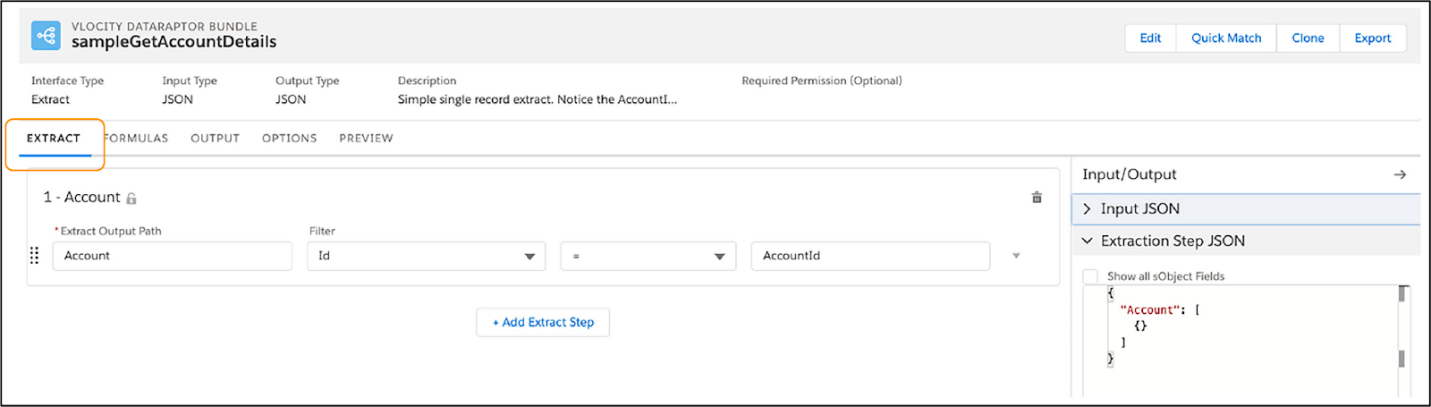 VLOCITY DATARAPTOR BUNDLE
sampleGetAccountDetails
Edit
Quick Match
Clone
Export
Interface Type
Input Type
Output Type
Description
Required Permission (Optional)
Extract
JSON
JSON
Simple single record extract. Notice the AccountI...
EXTRACT
FORMULAS
OUTPUT
OPTIONS
PREVIEW
1 - Account
*Extract Output Path
Filter
Account
Id
=
AccountId
+ Add Extract Step
Input/Output
Input JSON
Extraction Step JSON
Show all sObject Fields
{
"Account": [
{}
]
}